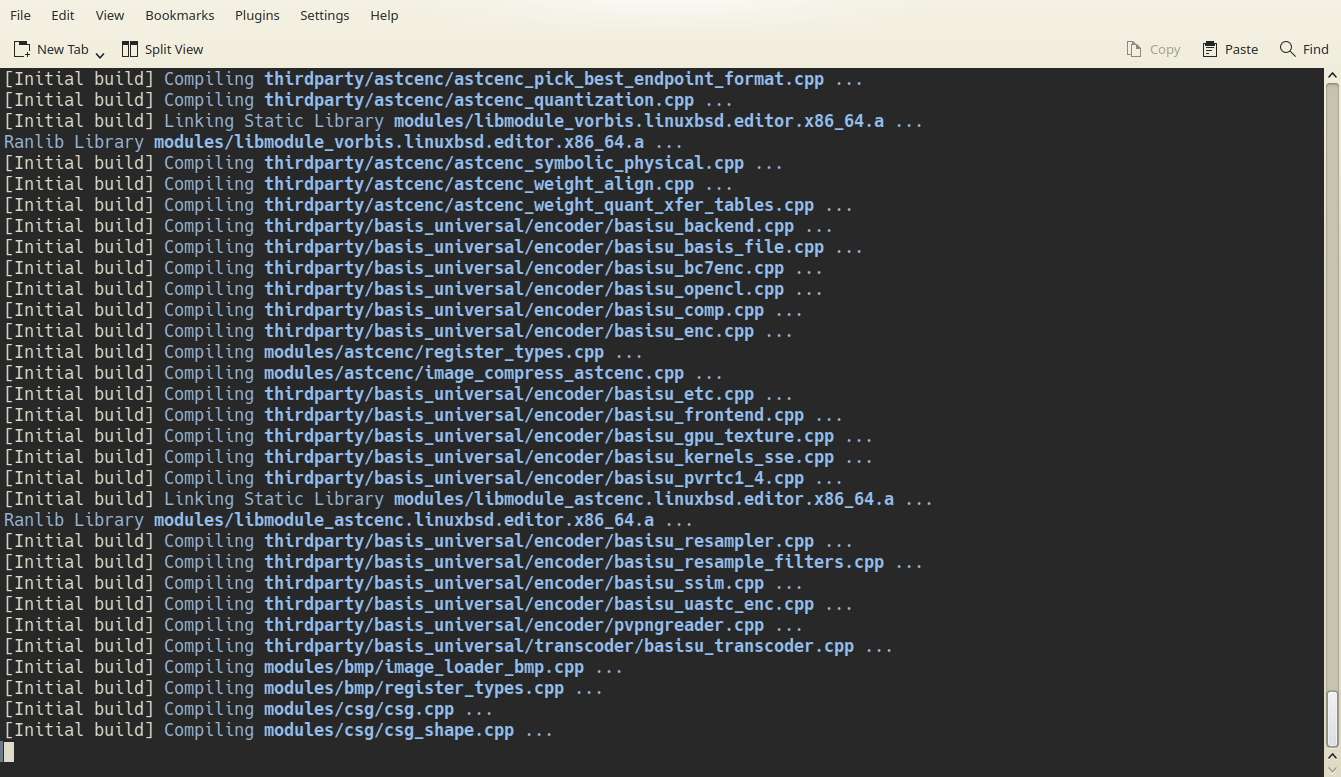 File Edit View Bookmarks Plugins Settings Help
New Tab Split View Copy Paste Find
[Initial build] Compiling thirdparty/astcenc/astcenc_pick_best_endpoint_format.cpp ...
[Initial build] Compiling thirdparty/astcenc/astcenc_quantization.cpp ...
[Initial build] Linking Static Library modules/libmodule_vorbis.linuxbsd.editor.x86_64.a ...
Ranlib Library modules/libmodule_vorbis.linuxbsd.editor.x86_64.a ...
[Initial build] Compiling thirdparty/astcenc/astcenc_symbolic_physical.cpp ...
[Initial build] Compiling thirdparty/astcenc/astcenc_weight_align.cpp ...
[Initial build] Compiling thirdparty/astcenc/astcenc_weight_quant_xfer_tables.cpp ...
[Initial build] Compiling thirdparty/basis_universal/encoder/basisu_backend.cpp ...
[Initial build] Compiling thirdparty/basis_universal/encoder/basisu_basis_file.cpp ...
[Initial build] Compiling thirdparty/basis_universal/encoder/basisu_bc7enc.cpp ...
[Initial build] Compiling thirdparty/basis_universal/encoder/basisu_opencl.cpp ...
[Initial build] Compiling thirdparty/basis_universal/encoder/basisu_comp.cpp ...
[Initial build] Compiling thirdparty/basis_universal/encoder/basisu_enc.cpp ...
[Initial build] Compiling modules/astcenc/register_types.cpp ...
[Initial build] Compiling modules/astcenc/image_compress_astcenc.cpp ...
[Initial build] Compiling thirdparty/basis_universal/encoder/basisu_etc.cpp ...
[Initial build] Compiling thirdparty/basis_universal/encoder/basisu_frontend.cpp ...
[Initial build] Compiling thirdparty/basis_universal/encoder/basisu_gpu_texture.cpp ...
[Initial build] Compiling thirdparty/basis_universal/encoder/basisu_kernels_sse.cpp ...
[Initial build] Compiling thirdparty/basis_universal/encoder/basisu_pvrtc1_4.cpp ...
[Initial build] Linking Static Library modules/libmodule_astcenc.linuxbsd.editor.x86_64.a ...
Ranlib Library modules/libmodule_astcenc.linuxbsd.editor.x86_64.a ...
[Initial build] Compiling thirdparty/basis_universal/encoder/basisu_resampler.cpp ...
[Initial build] Compiling thirdparty/basis_universal/encoder/basisu_resample_filters.cpp ...
[Initial build] Compiling thirdparty/basis_universal/encoder/basisu_ssim.cpp ...
[Initial build] Compiling thirdparty/basis_universal/encoder/basisu_uastc_enc.cpp ...
[Initial build] Compiling thirdparty/basis_universal/encoder/pvpngreader.cpp ...
[Initial build] Compiling thirdparty/basis_universal/transcoder/basisu_transcoder.cpp ...
[Initial build] Compiling modules/bmp/image_loader_bmp.cpp ...
[Initial build] Compiling modules/bmp/register_types.cpp ...
[Initial build] Compiling modules/csg/csg.cpp ...
[Initial build] Compiling modules/csg/csg_shape.cpp ...